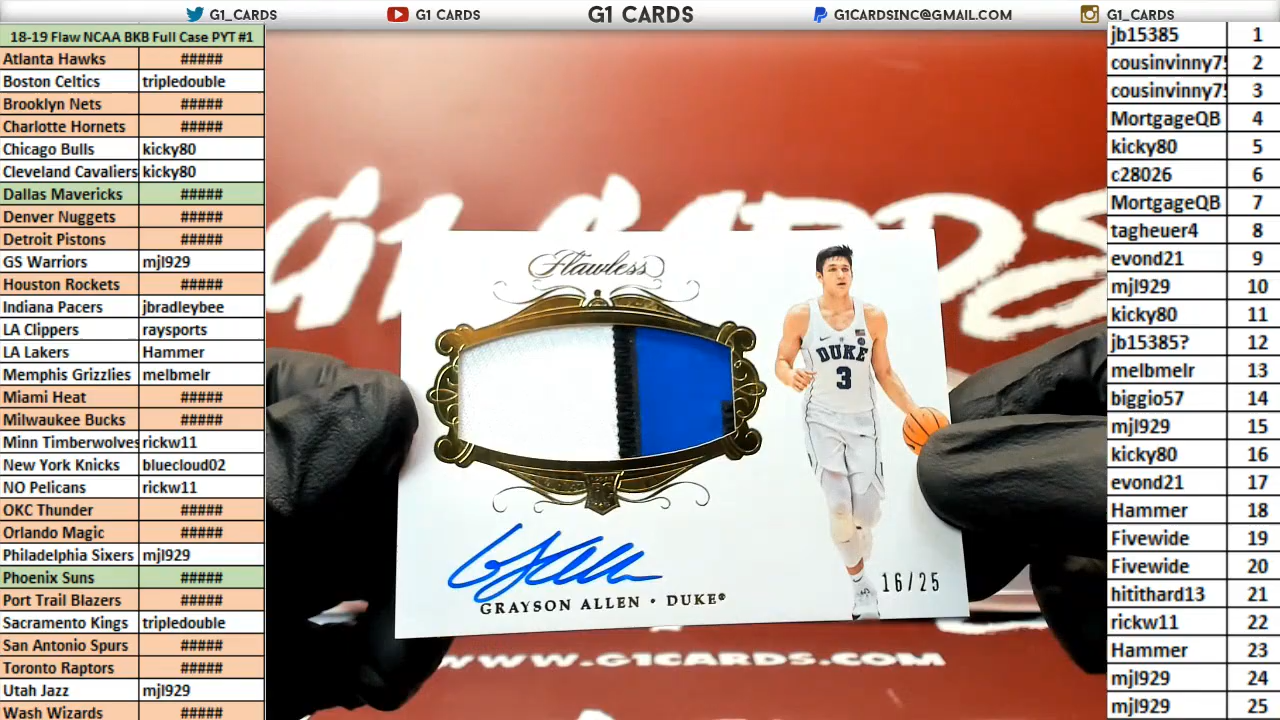 G1_CARDS
G1 CARDS
G1 CARDS
G1CARDSINC@GMAIL.COM
G1_CARDS
18-19 Flaw NCAA BKB Full Case PYT #1
Atlanta Hawks #####
Boston Celtics tripledouble
Brooklyn Nets #####
Charlotte Hornets #####
Chicago Bulls kicky80
Cleveland Cavaliers kicky80
Dallas Mavericks #####
Denver Nuggets #####
Detroit Pistons #####
GS Warriors mjl929
Houston Rockets #####
Indiana Pacers jbradleybee
LA Clippers raysports
LA Lakers Hammer
Memphis Grizzlies melbmelr
Miami Heat #####
Milwaukee Bucks #####
Minn Timberwolves rickw11
New York Knicks bluecloud02
NO Pelicans rickw11
OKC Thunder #####
Orlando Magic #####
Philadelphia Sixers mjl929
Phoenix Suns #####
Port Trail Blazers #####
Sacramento Kings tripledouble
San Antonio Spurs #####
Toronto Raptors #####
Utah Jazz mjl929
Wash Wizards #####
G1 CARDS
Flawless
DUKE
3
16/25
GRAYSON ALLEN • DUKE®
WWW.G1CARDS.COM
jb15385 1
cousinvinny75 2
cousinvinny75 3
MortgageQB 4
kicky80 5
c28026 6
MortgageQB 7
tagheuer4 8
evond21 9
mjl929 10
kicky80 11
jb15385? 12
melbmelr 13
biggio57 14
mjl929 15
kicky80 16
evond21 17
Hammer 18
Fivewide 19
Fivewide 20
hitithard13 21
rickw11 22
Hammer 23
mjl929 24
mjl929 25